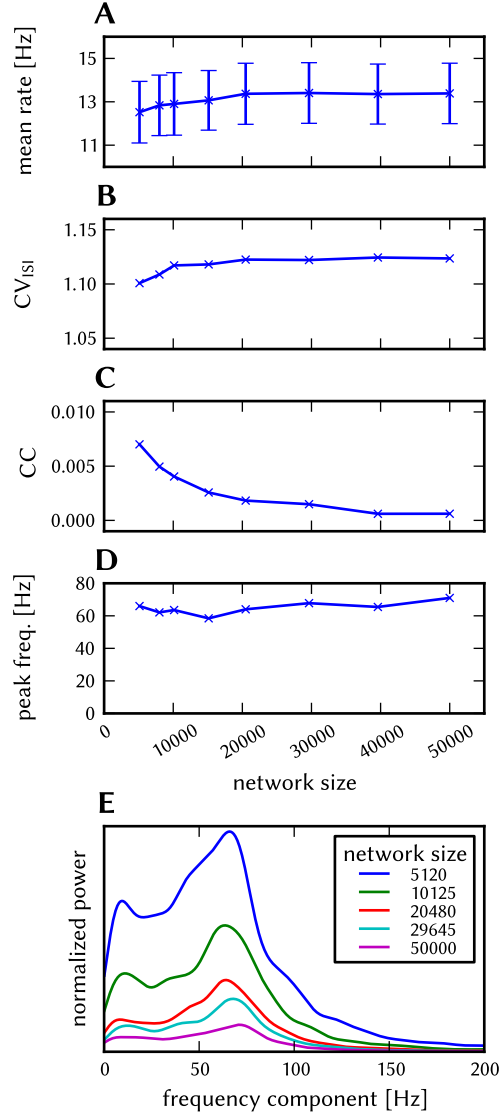 A
mean rate [Hz]
15
13
11
B
CV_ISI
1.15
1.10
1.05
C
CC
0.010
0.005
0.000
D
peak freq. [Hz]
80
60
40
20
0
0 10000 20000 30000 40000 50000
network size
E
normalized power
network size
5120
10125
20480
29645
50000
0 50 100 150 200
frequency component [Hz]